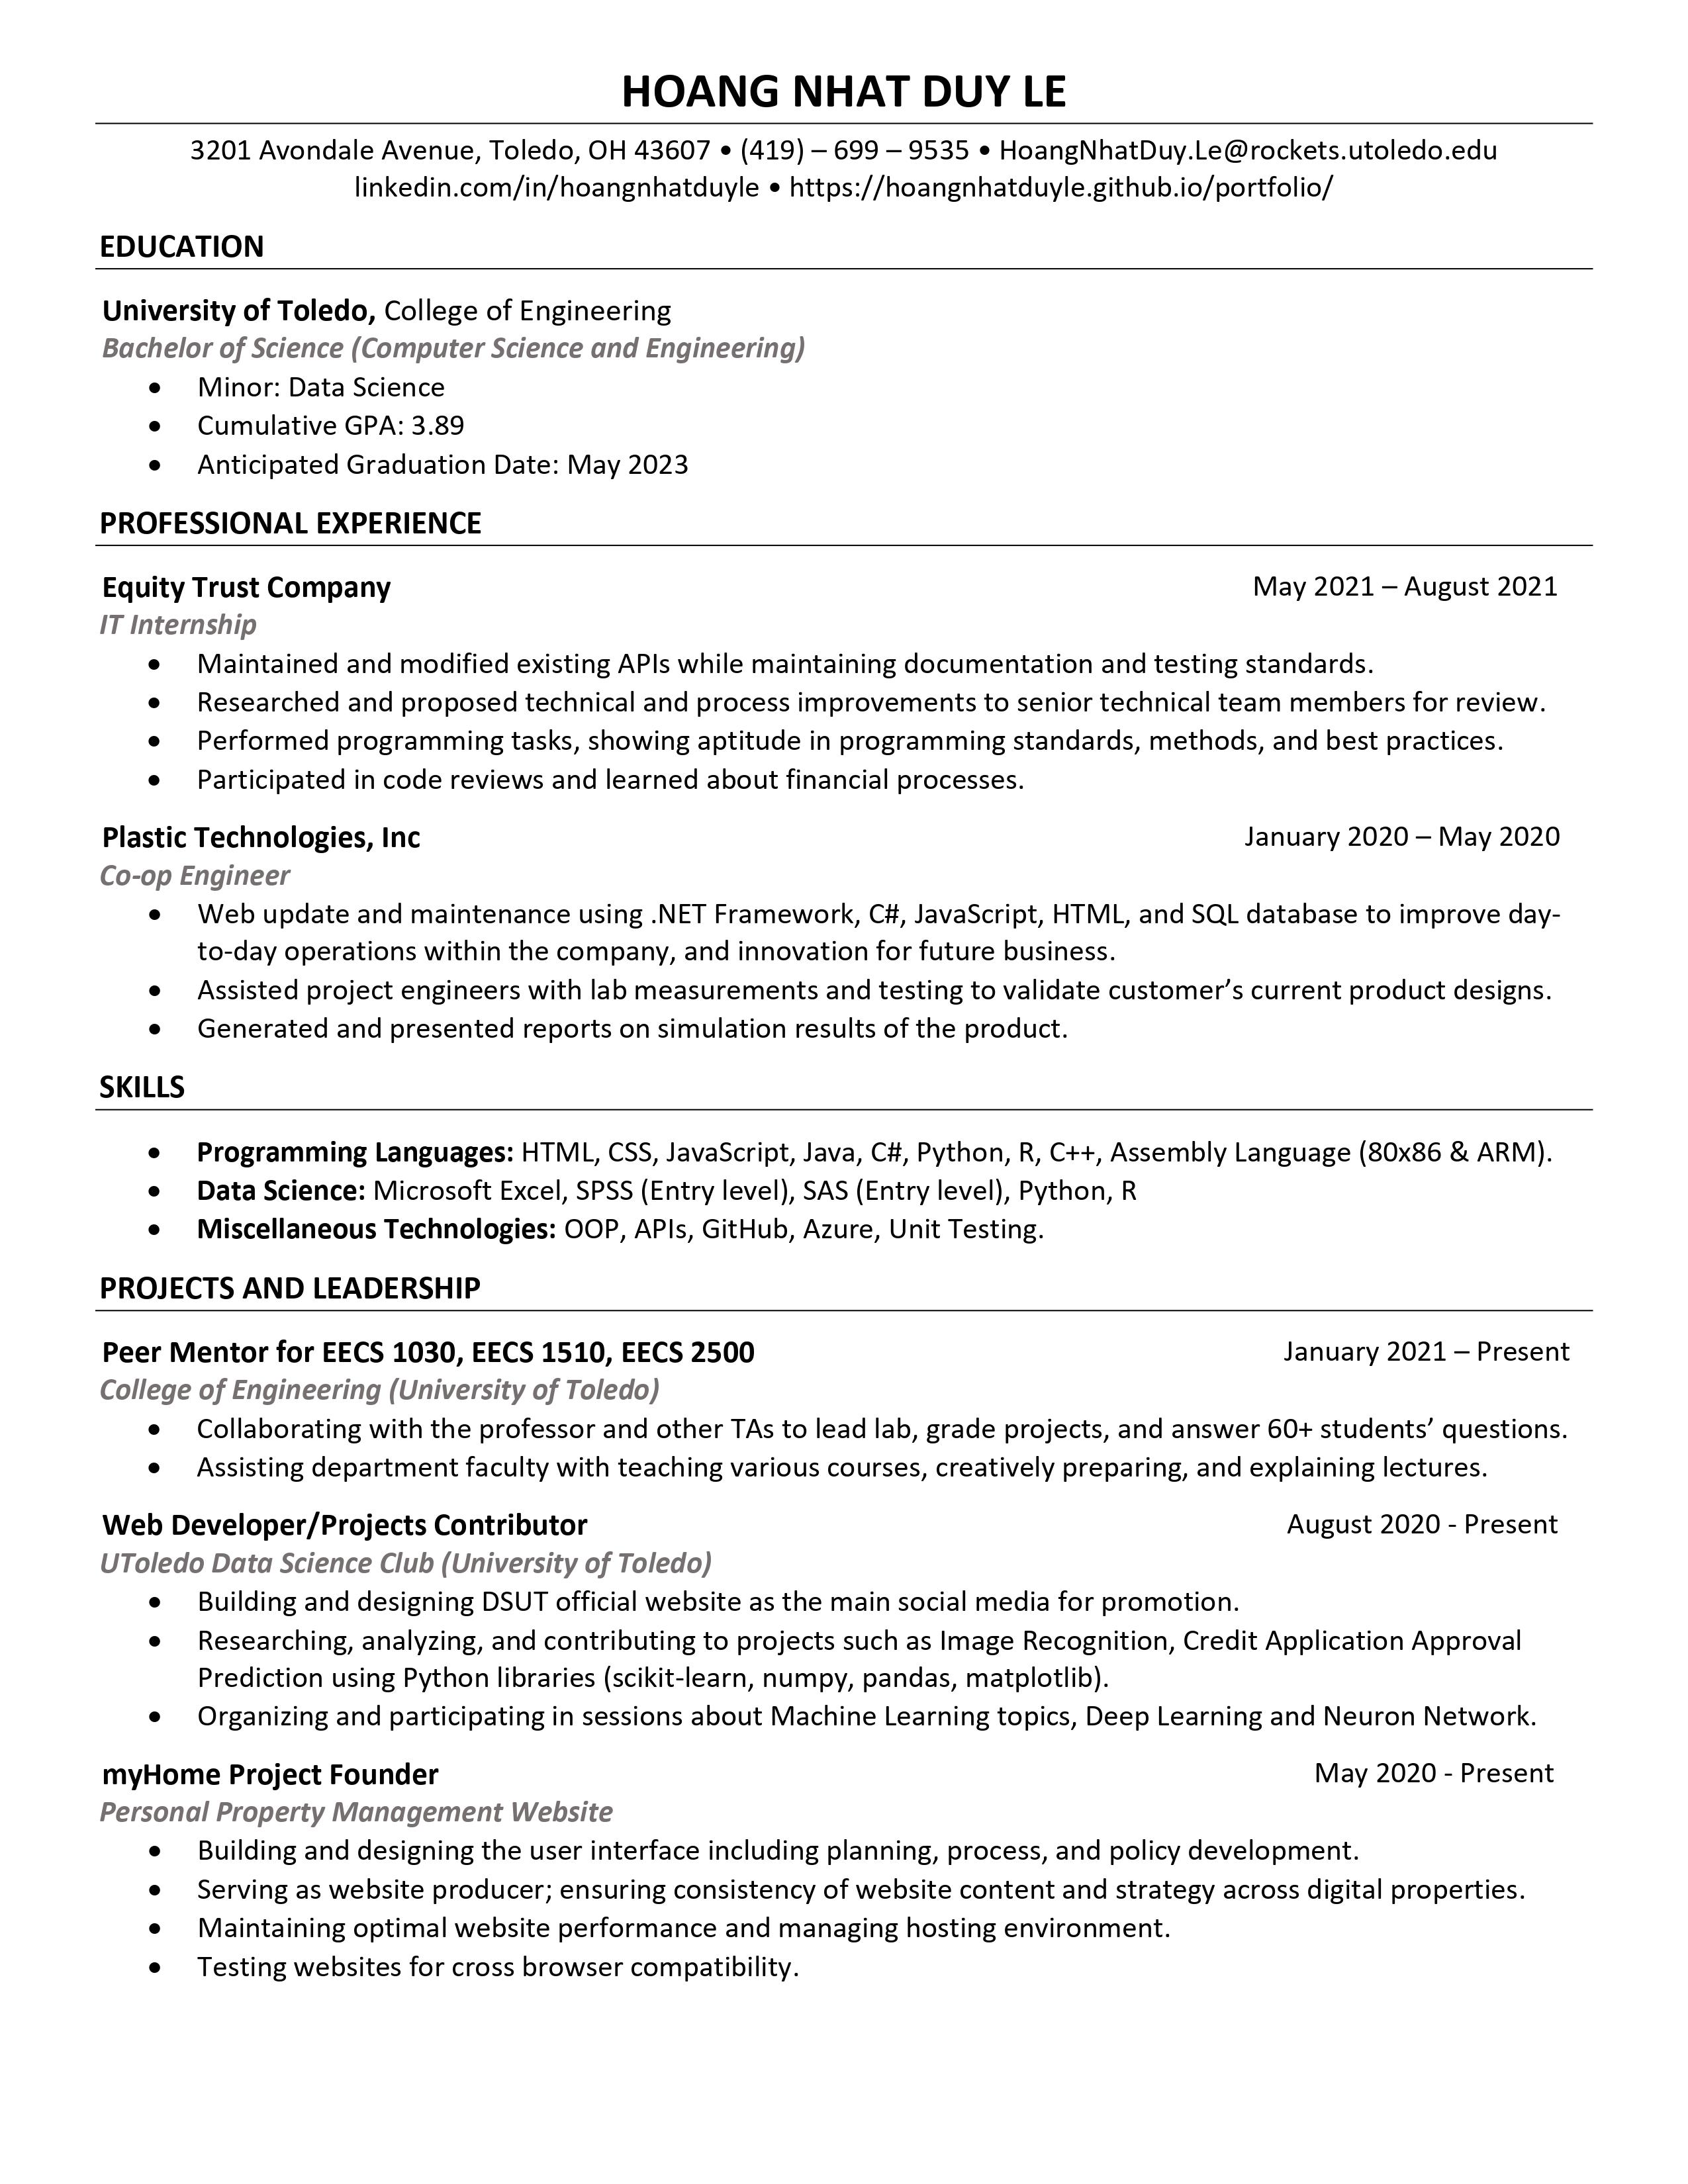 HOANG NHAT DUY LE
3201 Avondale Avenue, Toledo, OH 43607 • (419) – 699 – 9535 • HoangNhatDuy.Le@rockets.utoledo.edu
linkedin.com/in/hoangnhatduyle • https://hoangnhatduyle.github.io/portfolio/
EDUCATION
University of Toledo, College of Engineering
Bachelor of Science (Computer Science and Engineering)
• Minor: Data Science
• Cumulative GPA: 3.89
• Anticipated Graduation Date: May 2023
PROFESSIONAL EXPERIENCE
Equity Trust Company May 2021 – August 2021
IT Internship
• Maintained and modified existing APIs while maintaining documentation and testing standards.
• Researched and proposed technical and process improvements to senior technical team members for review.
• Performed programming tasks, showing aptitude in programming standards, methods, and best practices.
• Participated in code reviews and learned about financial processes.
Plastic Technologies, Inc January 2020 – May 2020
Co-op Engineer
• Web update and maintenance using .NET Framework, C#, JavaScript, HTML, and SQL database to improve day-
to-day operations within the company, and innovation for future business.
• Assisted project engineers with lab measurements and testing to validate customer’s current product designs.
• Generated and presented reports on simulation results of the product.
SKILLS
• Programming Languages: HTML, CSS, JavaScript, Java, C#, Python, R, C++, Assembly Language (80x86 & ARM).
• Data Science: Microsoft Excel, SPSS (Entry level), SAS (Entry level), Python, R
• Miscellaneous Technologies: OOP, APIs, GitHub, Azure, Unit Testing.
PROJECTS AND LEADERSHIP
Peer Mentor for EECS 1030, EECS 1510, EECS 2500 January 2021 – Present
College of Engineering (University of Toledo)
• Collaborating with the professor and other TAs to lead lab, grade projects, and answer 60+ students’ questions.
• Assisting department faculty with teaching various courses, creatively preparing, and explaining lectures.
Web Developer/Projects Contributor August 2020 - Present
UToledo Data Science Club (University of Toledo)
• Building and designing DSUT official website as the main social media for promotion.
• Researching, analyzing, and contributing to projects such as Image Recognition, Credit Application Approval
Prediction using Python libraries (scikit-learn, numpy, pandas, matplotlib).
• Organizing and participating in sessions about Machine Learning topics, Deep Learning and Neuron Network.
myHome Project Founder May 2020 - Present
Personal Property Management Website
• Building and designing the user interface including planning, process, and policy development.
• Serving as website producer; ensuring consistency of website content and strategy across digital properties.
• Maintaining optimal website performance and managing hosting environment.
• Testing websites for cross browser compatibility.